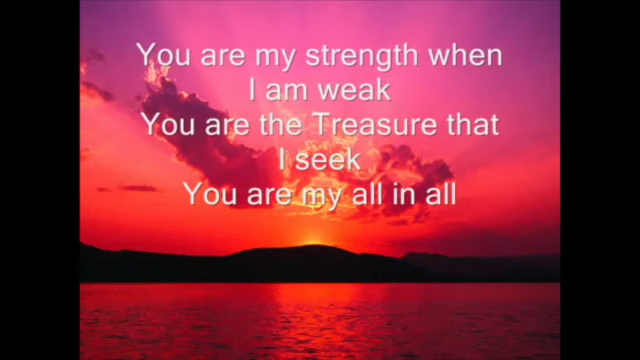 You are my strength when
I am weak
You are the Treasure that
I seek
You are my all in all